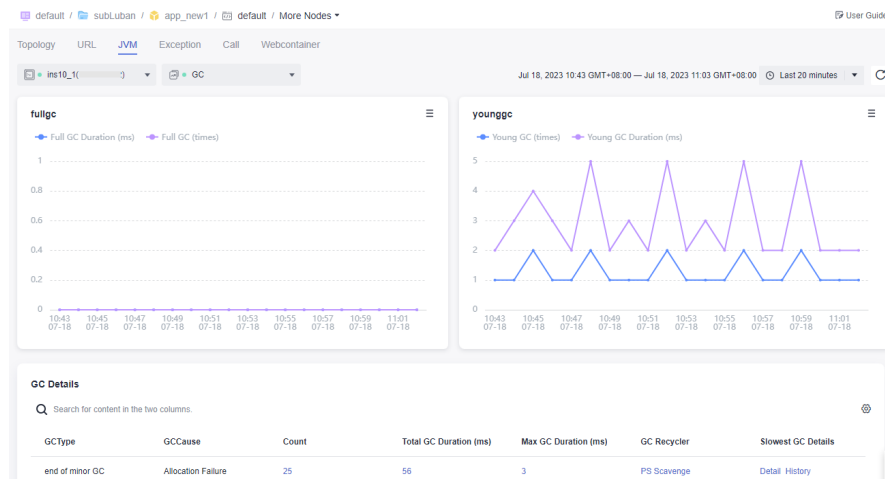 default / subLuban / app_new1 / default / More Nodes
User Guide
Topology URL JVM Exception Call Webcontainer
ins10_1( :) GC Jul 18, 2023 10:43 GMT+08:00 — Jul 18, 2023 11:03 GMT+08:00 Last 20 minutes
fullgc
Full GC Duration (ms) Full GC (times)
1
0.8
0.6
0.4
0.2
0
10:43 10:45 10:47 10:49 10:51 10:53 10:55 10:57 10:59 11:01
07-18 07-18 07-18 07-18 07-18 07-18 07-18 07-18 07-18 07-18
younggc
Young GC (times) Young GC Duration (ms)
5
4
3
2
1
0
10:43 10:45 10:47 10:49 10:51 10:53 10:55 10:57 10:59 11:01
07-18 07-18 07-18 07-18 07-18 07-18 07-18 07-18 07-18 07-18
GC Details
Search for content in the two columns.
GCType GCCause Count Total GC Duration (ms) Max GC Duration (ms) GC Recycler Slowest GC Details
end of minor GC Allocation Failure 25 56 3 PS Scavenge Detail History